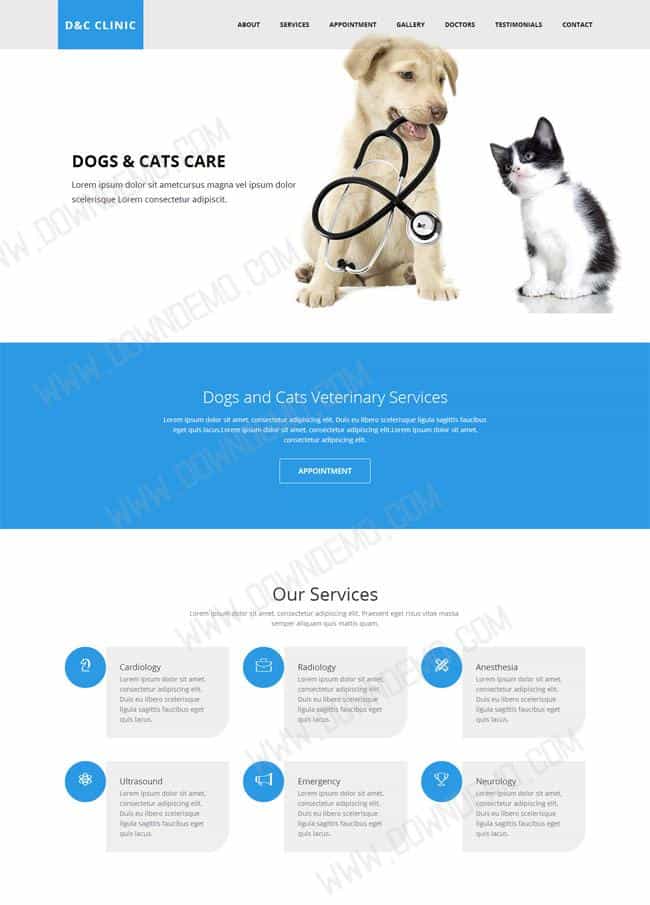 D&C CLINIC
ABOUT SERVICES APPOINTMENT GALLERY DOCTORS TESTIMONIALS CONTACT
DOGS & CATS CARE
Lorem ipsum dolor sit ametcursus magna vel ipsum dolor
scelerisque Lorem consectetur adipiscit.
Dogs and Cats Veterinary Services
Lorem ipsum dolor sit amet, consectetur adipiscing elit. Duis eu libero scelerisque ligula sagittis faucibus
eget quis lacus.Lorem ipsum dolor sit amet, consectetur adipiscing elit.Lorem ipsum dolor sit amet,
consectetur adipiscing elit.
APPOINTMENT
Our Services
Lorem ipsum dolor sit amet, consectetur adipiscing elit. Praesent eget risus vitae massa
semper aliquam quis mattis quam.
Cardiology
Lorem ipsum dolor sit amet,
consectetur adipiscing elit.
Duis eu libero scelerisque
ligula sagittis faucibus eget
quis lacus.
Radiology
Lorem ipsum dolor sit amet,
consectetur adipiscing elit.
Duis eu libero scelerisque
ligula sagittis faucibus eget
quis lacus.
Anesthesia
Lorem ipsum dolor sit amet,
consectetur adipiscing elit.
Duis eu libero scelerisque
ligula sagittis faucibus eget
quis lacus.
Ultrasound
Lorem ipsum dolor sit amet,
consectetur adipiscing elit.
Duis eu libero scelerisque
ligula sagittis faucibus eget
quis lacus.
Emergency
Lorem ipsum dolor sit amet,
consectetur adipiscing elit.
Duis eu libero scelerisque
ligula sagittis faucibus eget
quis lacus.
Neurology
Lorem ipsum dolor sit amet,
consectetur adipiscing elit.
Duis eu libero scelerisque
ligula sagittis faucibus eget
quis lacus.
WWW.DOWNDEMO.COM
WWW.DOWNDEMO.COM
WWW.DOWNDEMO.COM
WWW.DOWNDEMO.COM
WWW.DOWNDEMO.COM
WWW.DOWNDEMO.COM